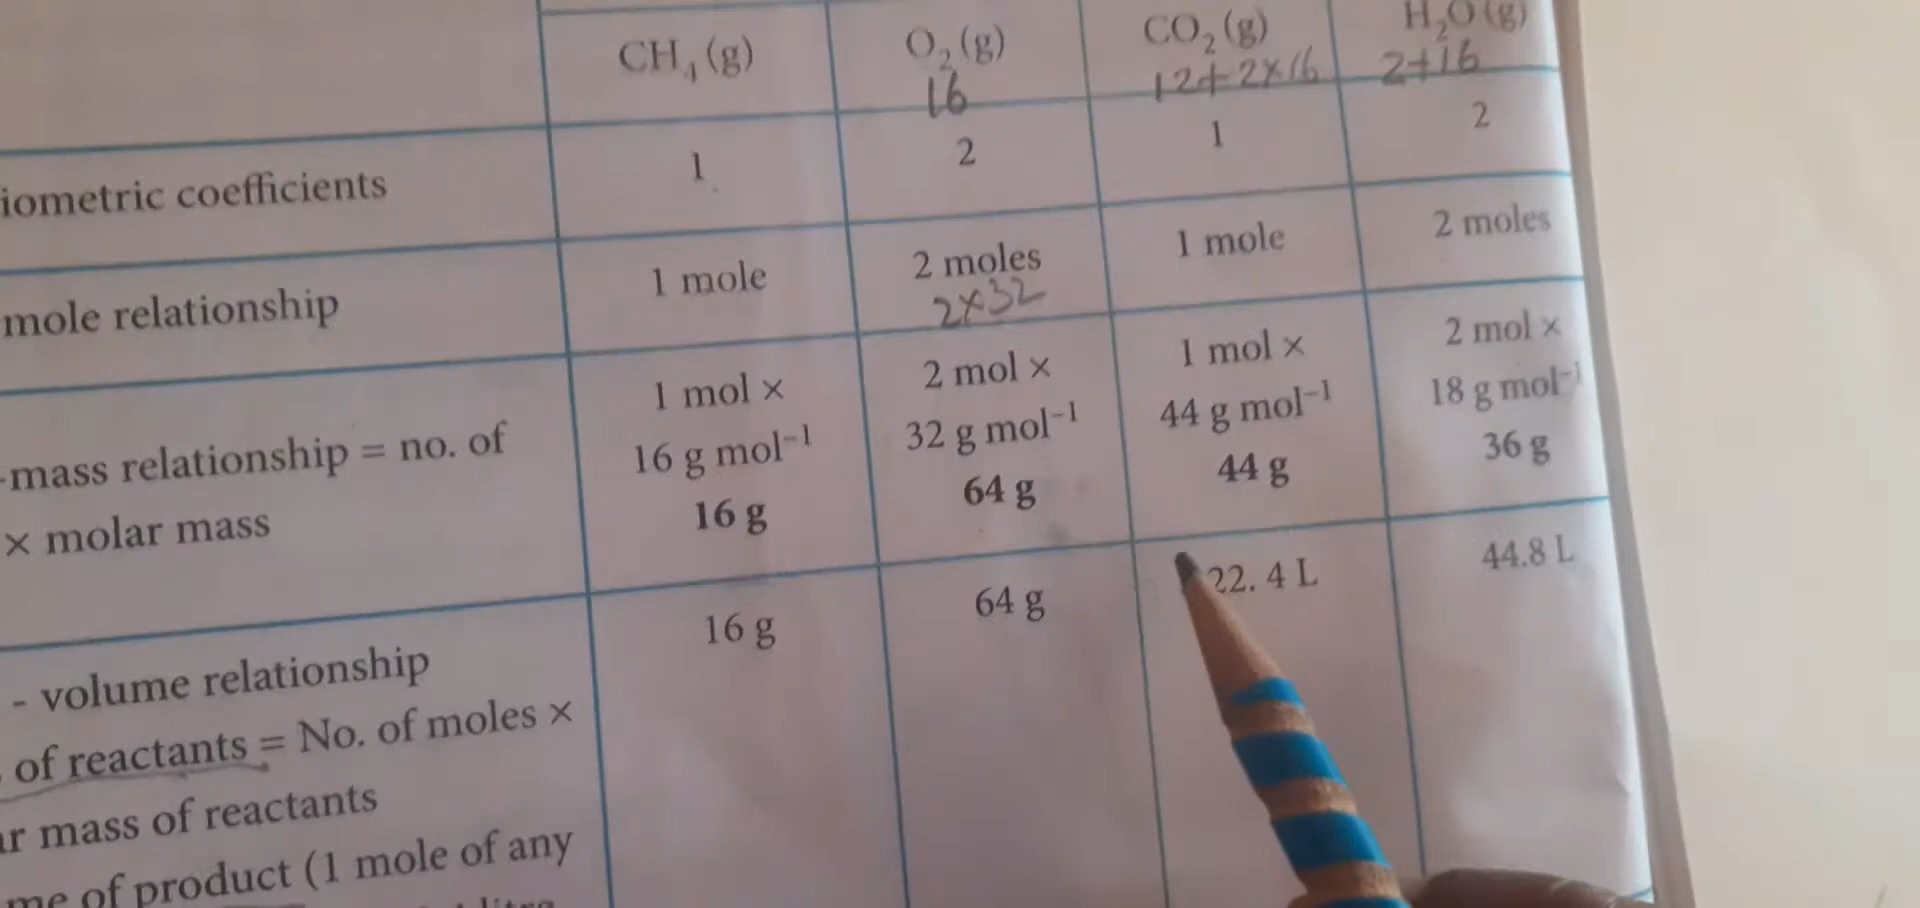 CH₄ (g) O₂ (g) CO₂ (g) H₂O (g)
16 12+2×16 2+16
iometric coefficients 1 2 1 2
mole relationship 1 mole 2 moles 1 mole 2 moles
2×32
1 mol × 2 mol × 1 mol × 2 mol ×
-mass relationship = no. of 16 g mol⁻¹ 32 g mol⁻¹ 44 g mol⁻¹ 18 g mol⁻¹
× molar mass 16 g 64 g 44 g 36 g
- volume relationship 16 g 64 g 22. 4 L 44.8 L
of reactants = No. of moles ×
mass of reactants
of product (1 mole of any